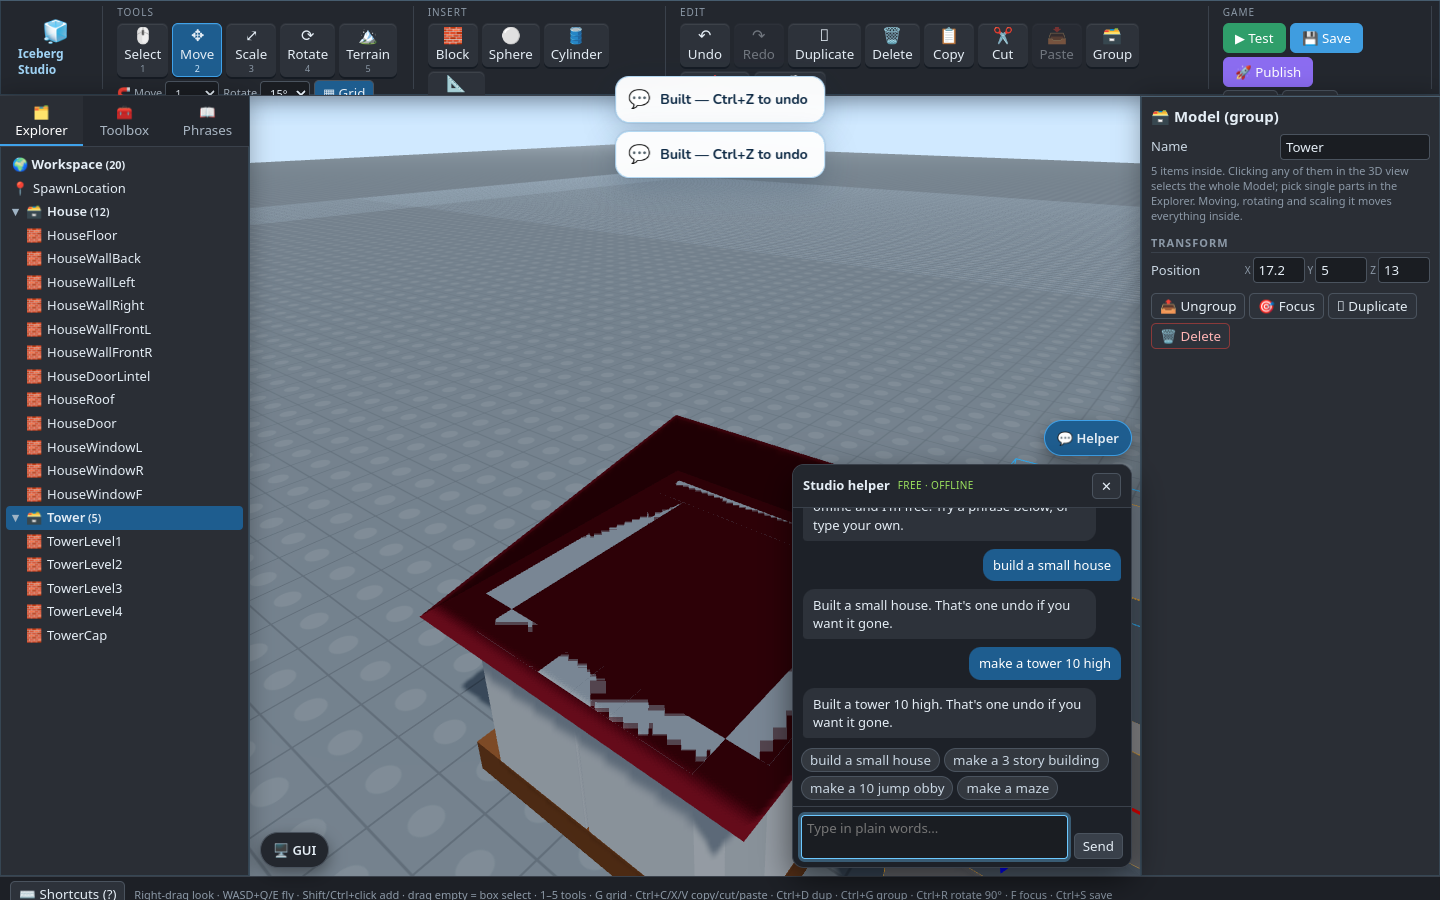 Iceberg
Studio
TOOLS
Select
1
Move
2
Scale
3
Rotate
4
Terrain
5
Move
1
Rotate
15°
Grid
INSERT
Block
Sphere
Cylinder
EDIT
Undo
Redo
Duplicate
Delete
Copy
Cut
Paste
Group
GAME
Test
Save
Publish
Built — Ctrl+Z to undo
Built — Ctrl+Z to undo
Explorer
Toolbox
Phrases
Workspace (20)
SpawnLocation
House (12)
HouseFloor
HouseWallBack
HouseWallLeft
HouseWallRight
HouseWallFrontL
HouseWallFrontR
HouseDoorLintel
HouseRoof
HouseDoor
HouseWindowL
HouseWindowR
HouseWindowF
Tower (5)
TowerLevel1
TowerLevel2
TowerLevel3
TowerLevel4
TowerCap
GUI
Helper
Studio helper FREE · OFFLINE
✕
type your own.
build a small house
Built a small house. That's one undo if you
want it gone.
make a tower 10 high
Built a tower 10 high. That's one undo if you
want it gone.
build a small house
make a 3 story building
make a 10 jump obby
make a maze
Type in plain words...
Send
Model (group)
Name
Tower
5 items inside. Clicking any of them in the 3D view
selects the whole Model; pick single parts in the
Explorer. Moving, rotating and scaling it moves
everything inside.
TRANSFORM
Position X 17.2 Y 5 Z 13
Ungroup
Focus
Duplicate
Delete
Shortcuts (?)
Right-drag look · WASD+Q/E fly · Shift/Ctrl+click add · drag empty = box select · 1–5 tools · G grid · Ctrl+C/X/V copy/cut/paste · Ctrl+D dup · Ctrl+G group · Ctrl+R rotate 90° · F focus · Ctrl+S save